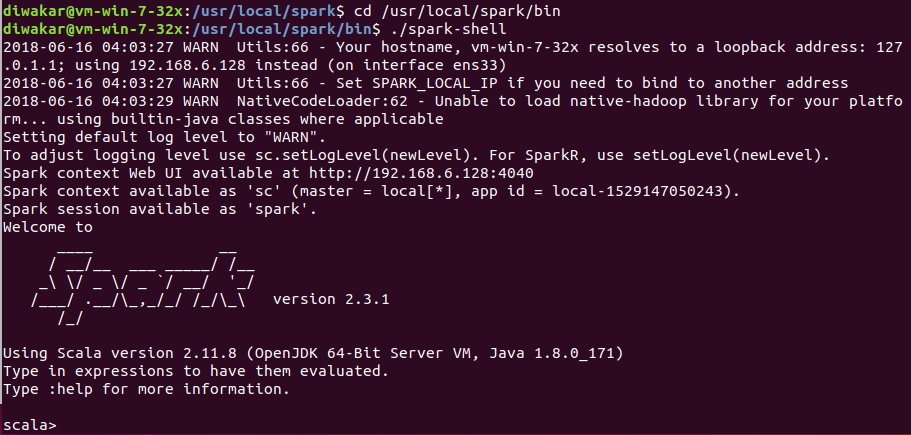 diwakar@vm-win-7-32x:/usr/local/spark$ cd /usr/local/spark/bin
diwakar@vm-win-7-32x:/usr/local/spark/bin$ ./spark-shell
2018-06-16 04:03:27 WARN  Utils:66 - Your hostname, vm-win-7-32x resolves to a loopback address: 127
.0.1.1; using 192.168.6.128 instead (on interface ens33)
2018-06-16 04:03:27 WARN  Utils:66 - Set SPARK_LOCAL_IP if you need to bind to another address
2018-06-16 04:03:29 WARN  NativeCodeLoader:62 - Unable to load native-hadoop library for your platfo
rm... using builtin-java classes where applicable
Setting default log level to "WARN".
To adjust logging level use sc.setLogLevel(newLevel). For SparkR, use setLogLevel(newLevel).
Spark context Web UI available at http://192.168.6.128:4040
Spark context available as 'sc' (master = local[*], app id = local-1529147050243).
Spark session available as 'spark'.
Welcome to
      ____              __
     / __/__  ___ _____/ /__
    _\ \/ _ \/ _ `/ __/  '_/
   /___/ .__/\_,_/_/ /_/\_\   version 2.3.1
      /_/

Using Scala version 2.11.8 (OpenJDK 64-Bit Server VM, Java 1.8.0_171)
Type in expressions to have them evaluated.
Type :help for more information.

scala>